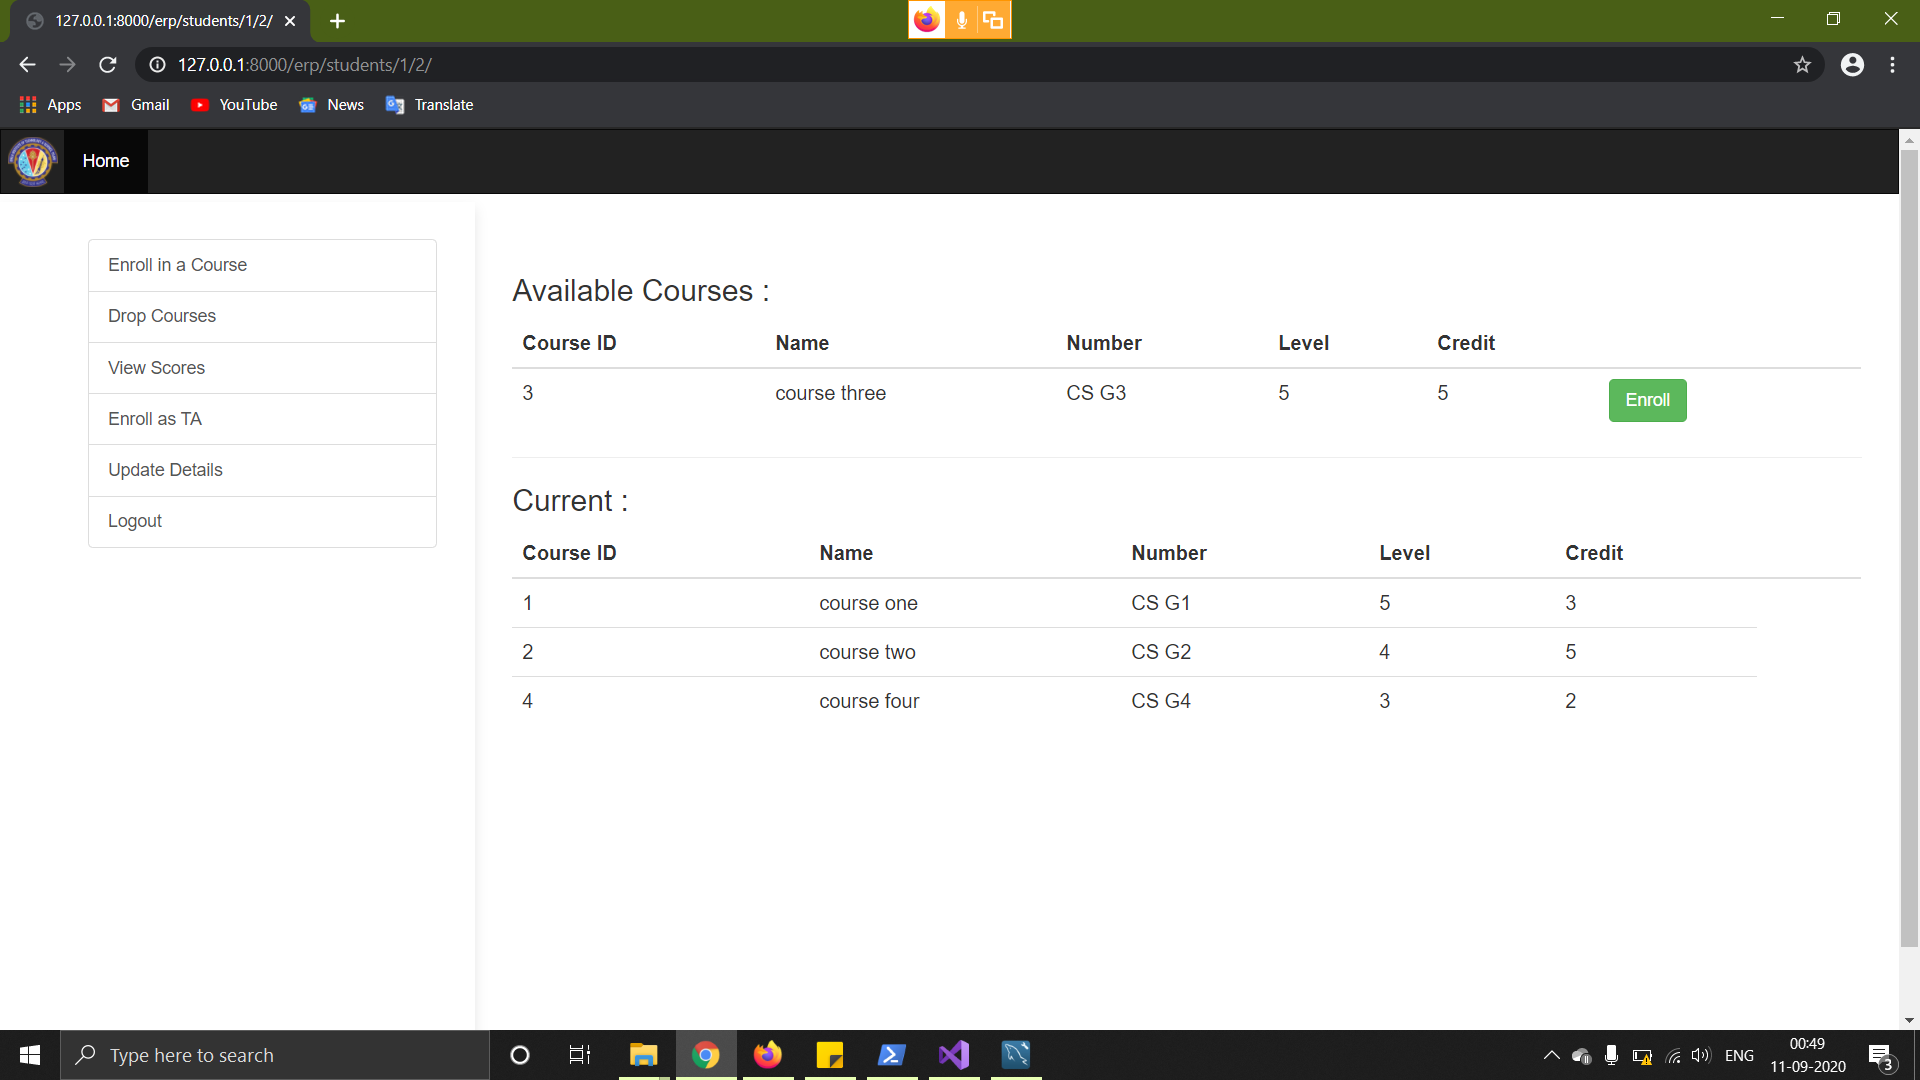 127.0.0.1:8000/erp/students/1/2/
127.0.0.1:8000/erp/students/1/2/
Apps Gmail YouTube News Translate
Home
Enroll in a Course
Drop Courses
View Scores
Enroll as TA
Update Details
Logout
Available Courses :
Course ID Name Number Level Credit
3 course three CS G3 5 5 Enroll
Current :
Course ID Name Number Level Credit
1 course one CS G1 5 3
2 course two CS G2 4 5
4 course four CS G4 3 2
Type here to search
ENG
00:49
11-09-2020
3